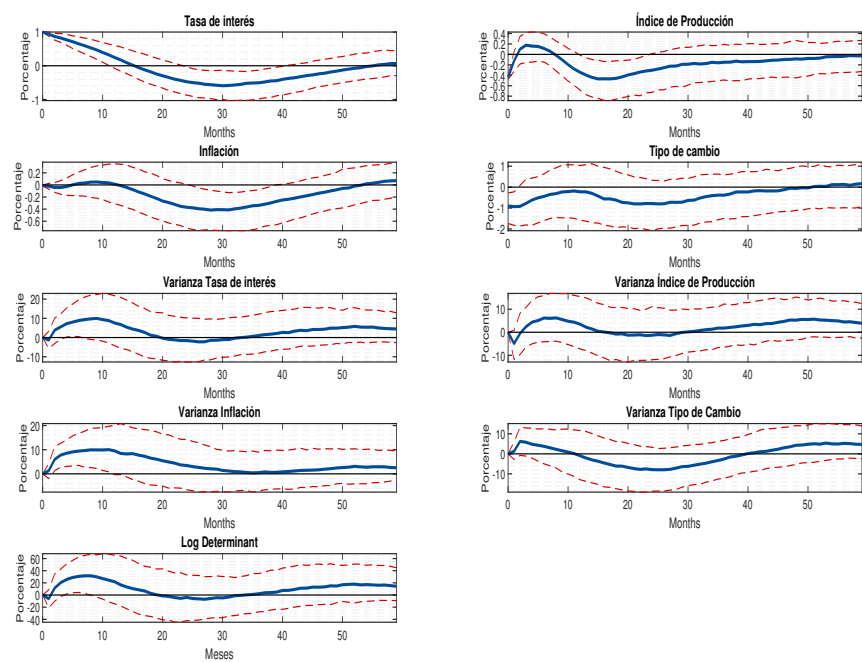 Tasa de interés
Porcentaje
1
0
-1
0 10 20 30 40 50
Months
Índice de Producción
Porcentaje
0.4
0.2
0
-0.2
-0.4
-0.6
-0.8
0 10 20 30 40 50
Months
Inflación
Porcentaje
0.2
0
-0.2
-0.4
-0.6
0 10 20 30 40 50
Months
Tipo de cambio
Porcentaje
1
0
-1
-2
0 10 20 30 40 50
Months
Varianza Tasa de interés
Porcentaje
20
10
0
-10
0 10 20 30 40 50
Months
Varianza Índice de Producción
Porcentaje
10
0
-10
0 10 20 30 40 50
Months
Varianza Inflación
Porcentaje
20
10
0
0 10 20 30 40 50
Months
Varianza Tipo de Cambio
Porcentaje
10
0
-10
0 10 20 30 40 50
Months
Log Determinant
Porcentaje
60
40
20
0
-20
-40
0 10 20 30 40 50
Meses